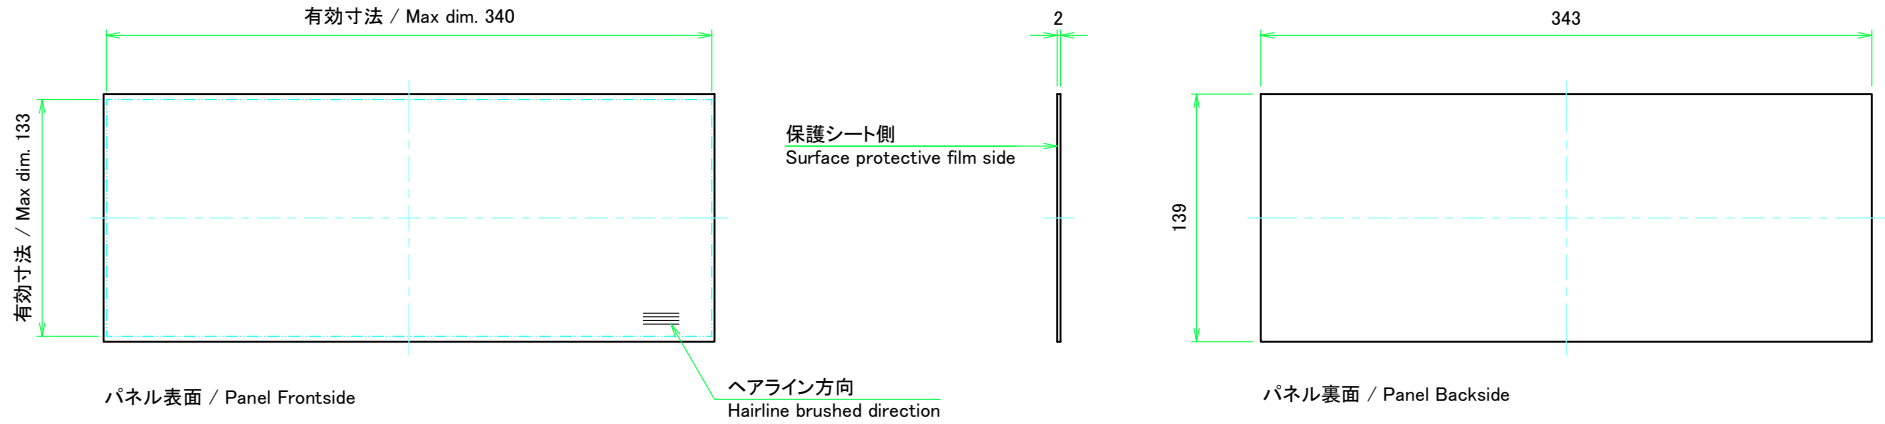 有効寸法 / Max dim. 340
有効寸法 / Max dim. 133
パネル表面 / Panel Frontside
ヘアライン方向
Hairline brushed direction
2
保護シート側
Surface protective film side
343
139
パネル裏面 / Panel Backside